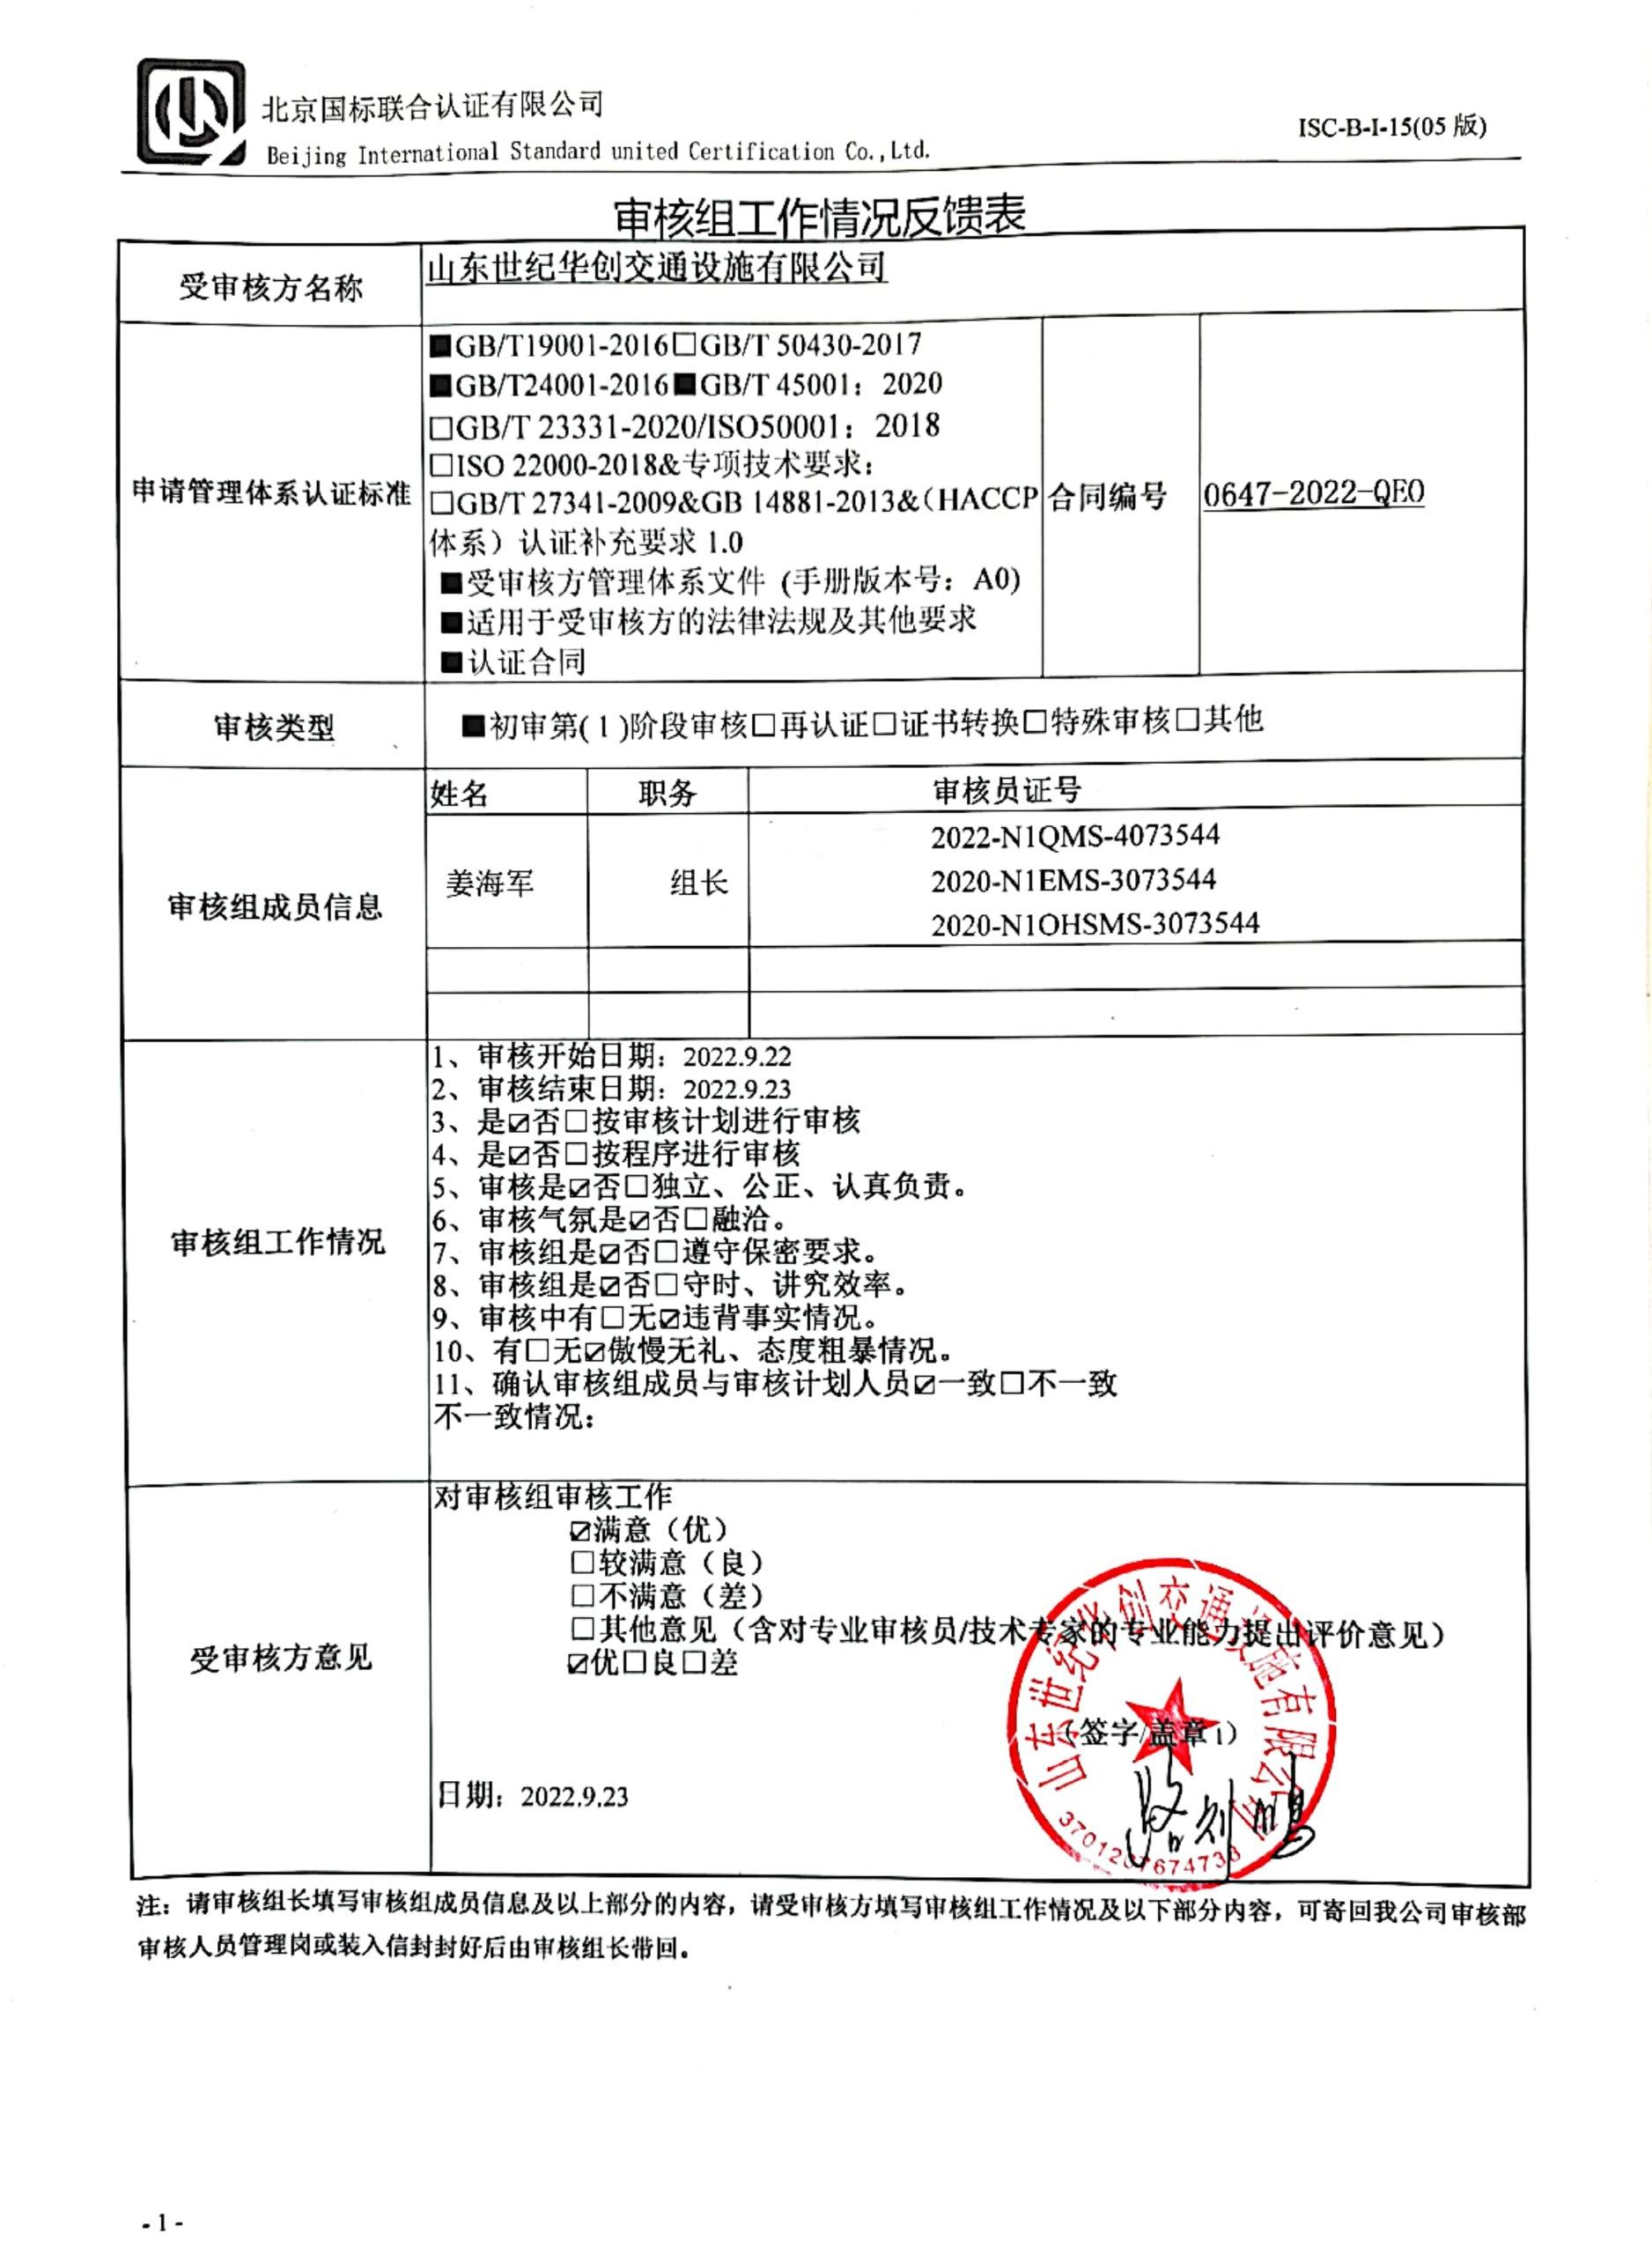 北京国标联合认证有限公司
Beijing International Standard united Certification Co.,Ltd.
ISC-B-I-15(05 版)
审核组工作情况反馈表
受审核方名称
山东世纪华创交通设施有限公司
申请管理体系认证标准
■GB/T19001-2016□GB/T 50430-2017
■GB/T24001-2016■GB/T 45001：2020
□GB/T 23331-2020/ISO50001：2018
□ISO 22000-2018&专项技术要求：
□GB/T 27341-2009&GB 14881-2013&（HACCP
体系）认证补充要求 1.0
■受审核方管理体系文件 (手册版本号：A0)
■适用于受审核方的法律法规及其他要求
■认证合同
合同编号
0647-2022-QEO
审核类型
■初审第( 1 )阶段审核□再认证□证书转换□特殊审核□其他
审核组成员信息
姓名 职务 审核员证号
姜海军 组长
2022-N1QMS-4073544
2020-N1EMS-3073544
2020-N1OHSMS-3073544
审核组工作情况
1、审核开始日期：2022.9.22
2、审核结束日期：2022.9.23
3、是☑否□按审核计划进行审核
4、是☑否□按程序进行审核
5、审核是☑否□独立、公正、认真负责。
6、审核气氛是☑否□融洽。
7、审核组是☑否□遵守保密要求。
8、审核组是☑否□守时、讲究效率。
9、审核中有□无☑违背事实情况。
10、有□无☑傲慢无礼、态度粗暴情况。
11、确认审核组成员与审核计划人员☑一致□不一致
不一致情况：
受审核方意见
对审核组审核工作
☑满意（优）
□较满意（良）
□不满意（差）
□其他意见（含对专业审核员/技术专家的专业能力提出评价意见）
☑优□良□差
（签字/盖章）
山东世纪华创交通设施有限公司
日期：2022.9.23
注：请审核组长填写审核组成员信息及以上部分的内容，请受审核方填写审核组工作情况及以下部分内容，可寄回我公司审核部
审核人员管理岗或装入信封封好后由审核组长带回。
- 1 -